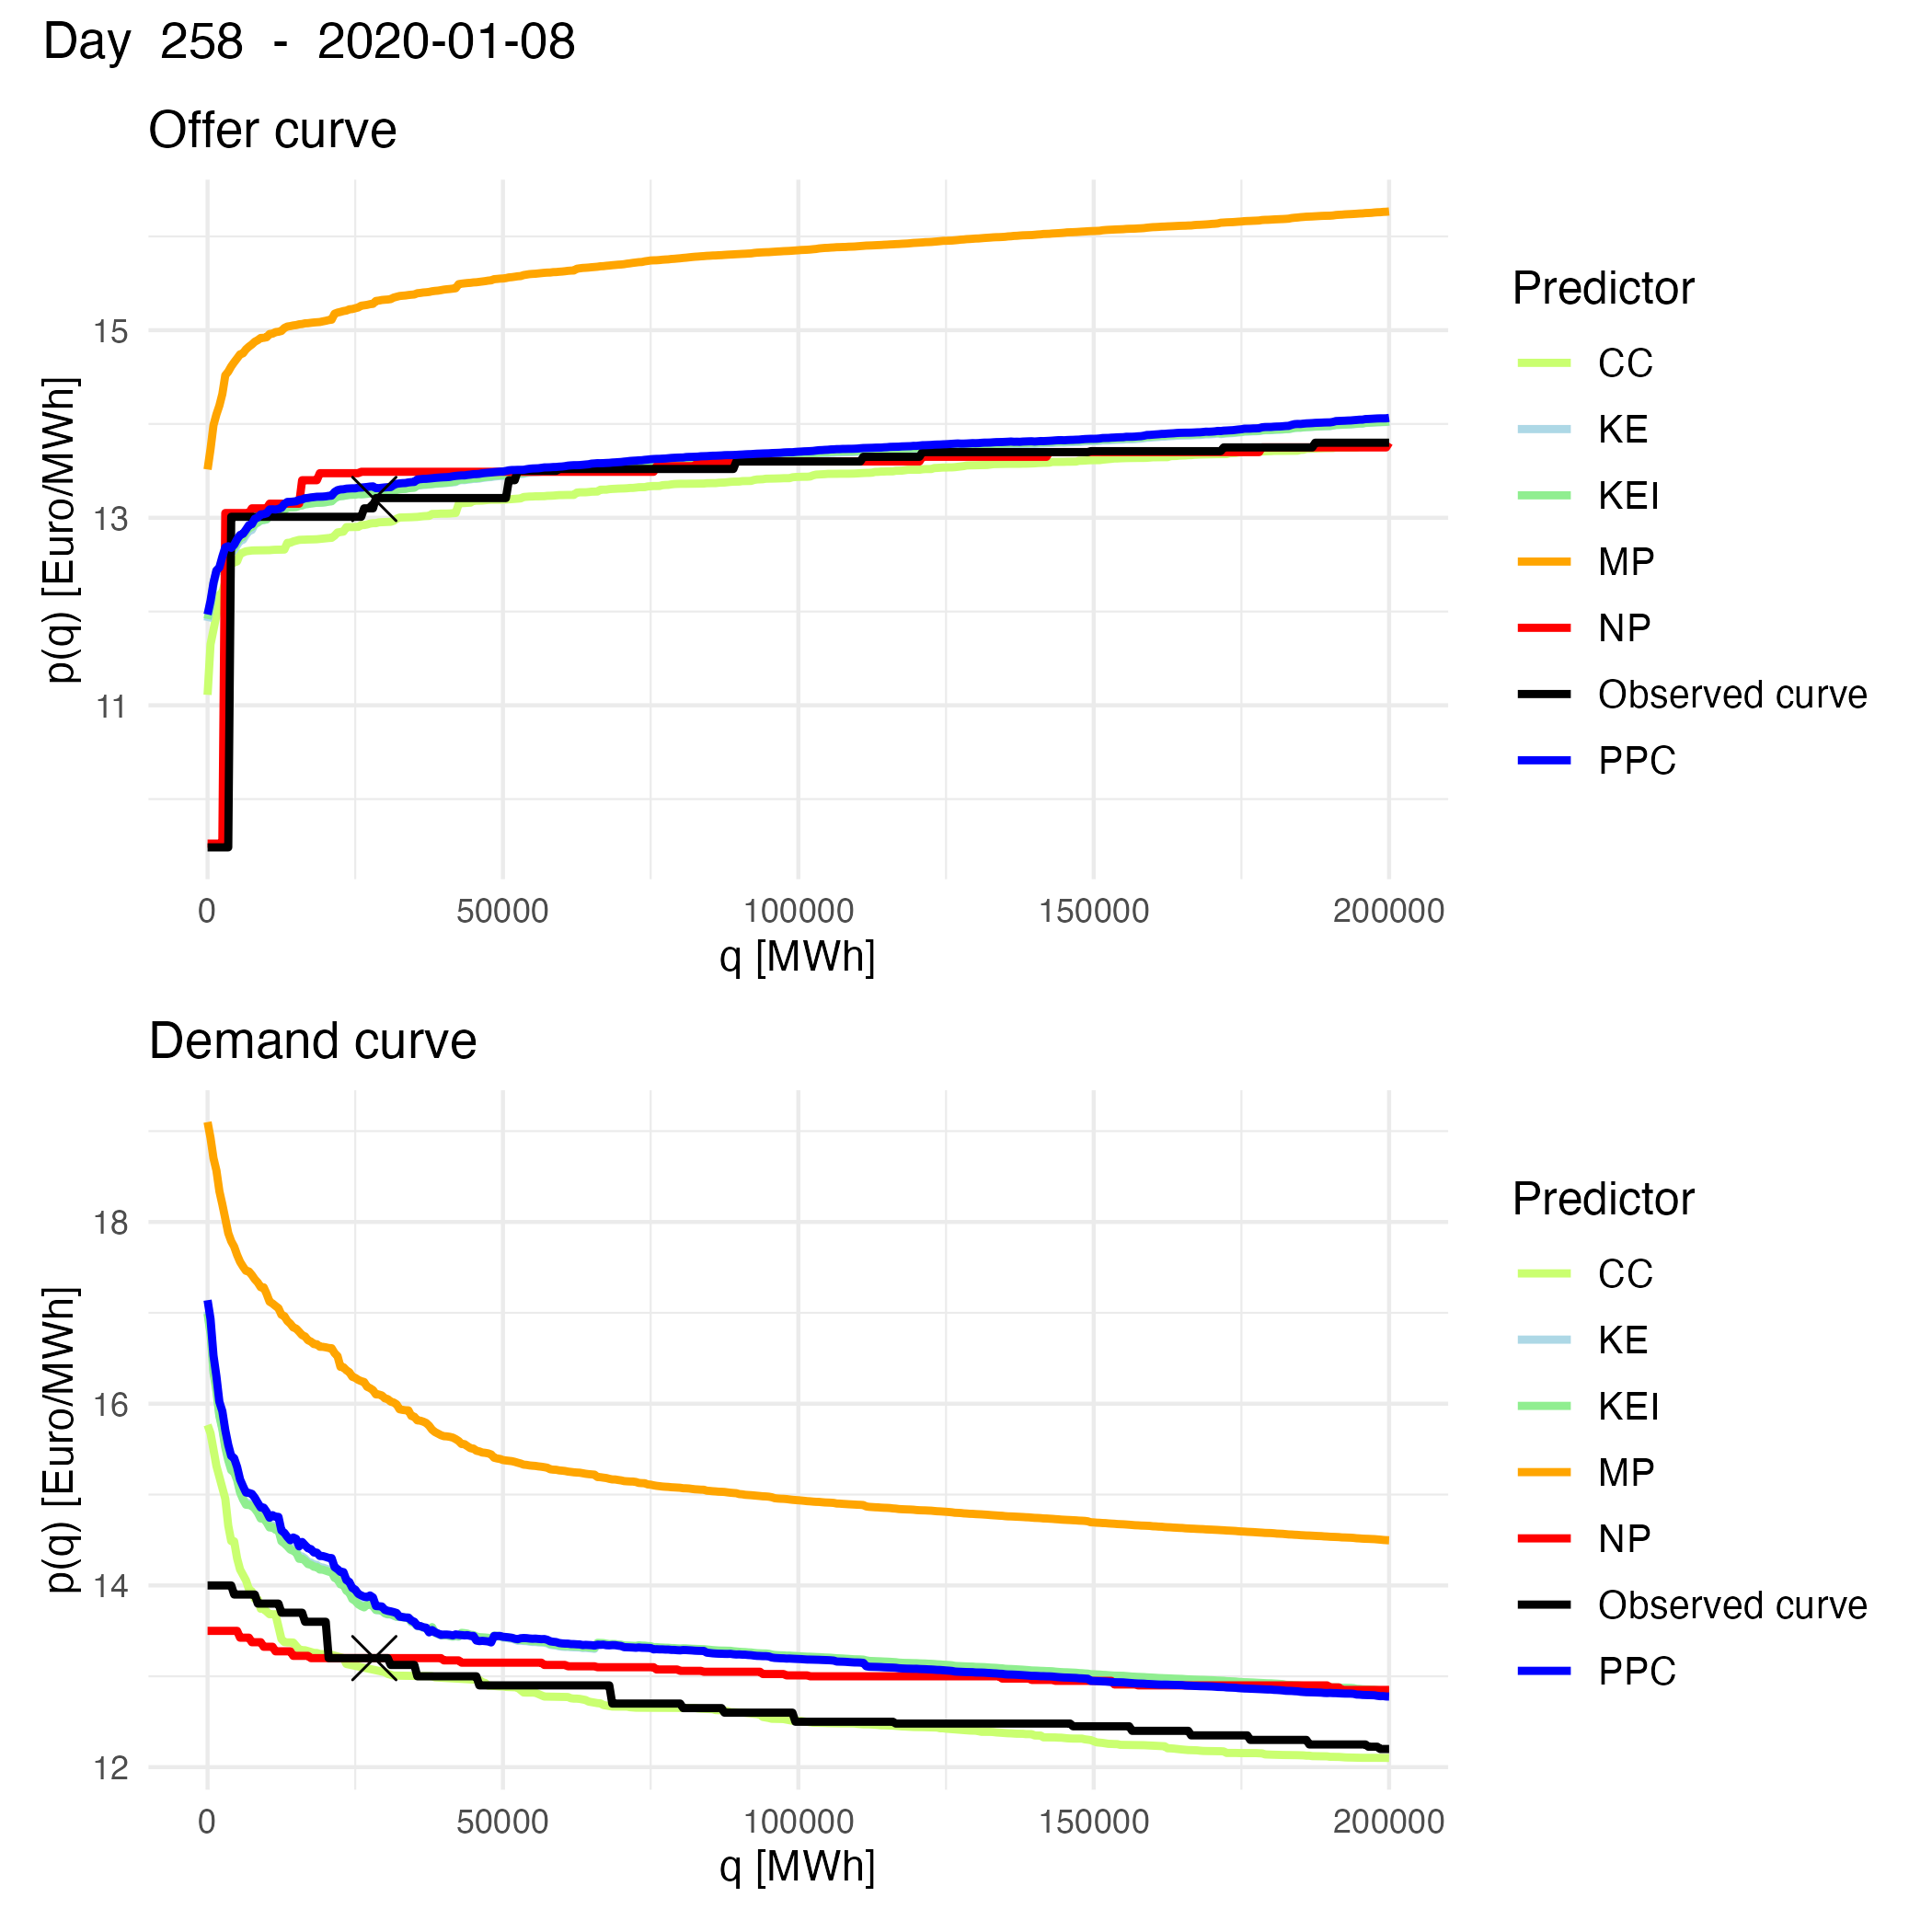 Day 258 - 2020-01-08
Offer curve
p(q) [Euro/MWh]
15
13
11
0 50000 100000 150000 200000
q [MWh]
Predictor
CC
KE
KEI
MP
NP
Observed curve
PPC
Demand curve
p(q) [Euro/MWh]
18
16
14
12
0 50000 100000 150000 200000
q [MWh]
Predictor
CC
KE
KEI
MP
NP
Observed curve
PPC